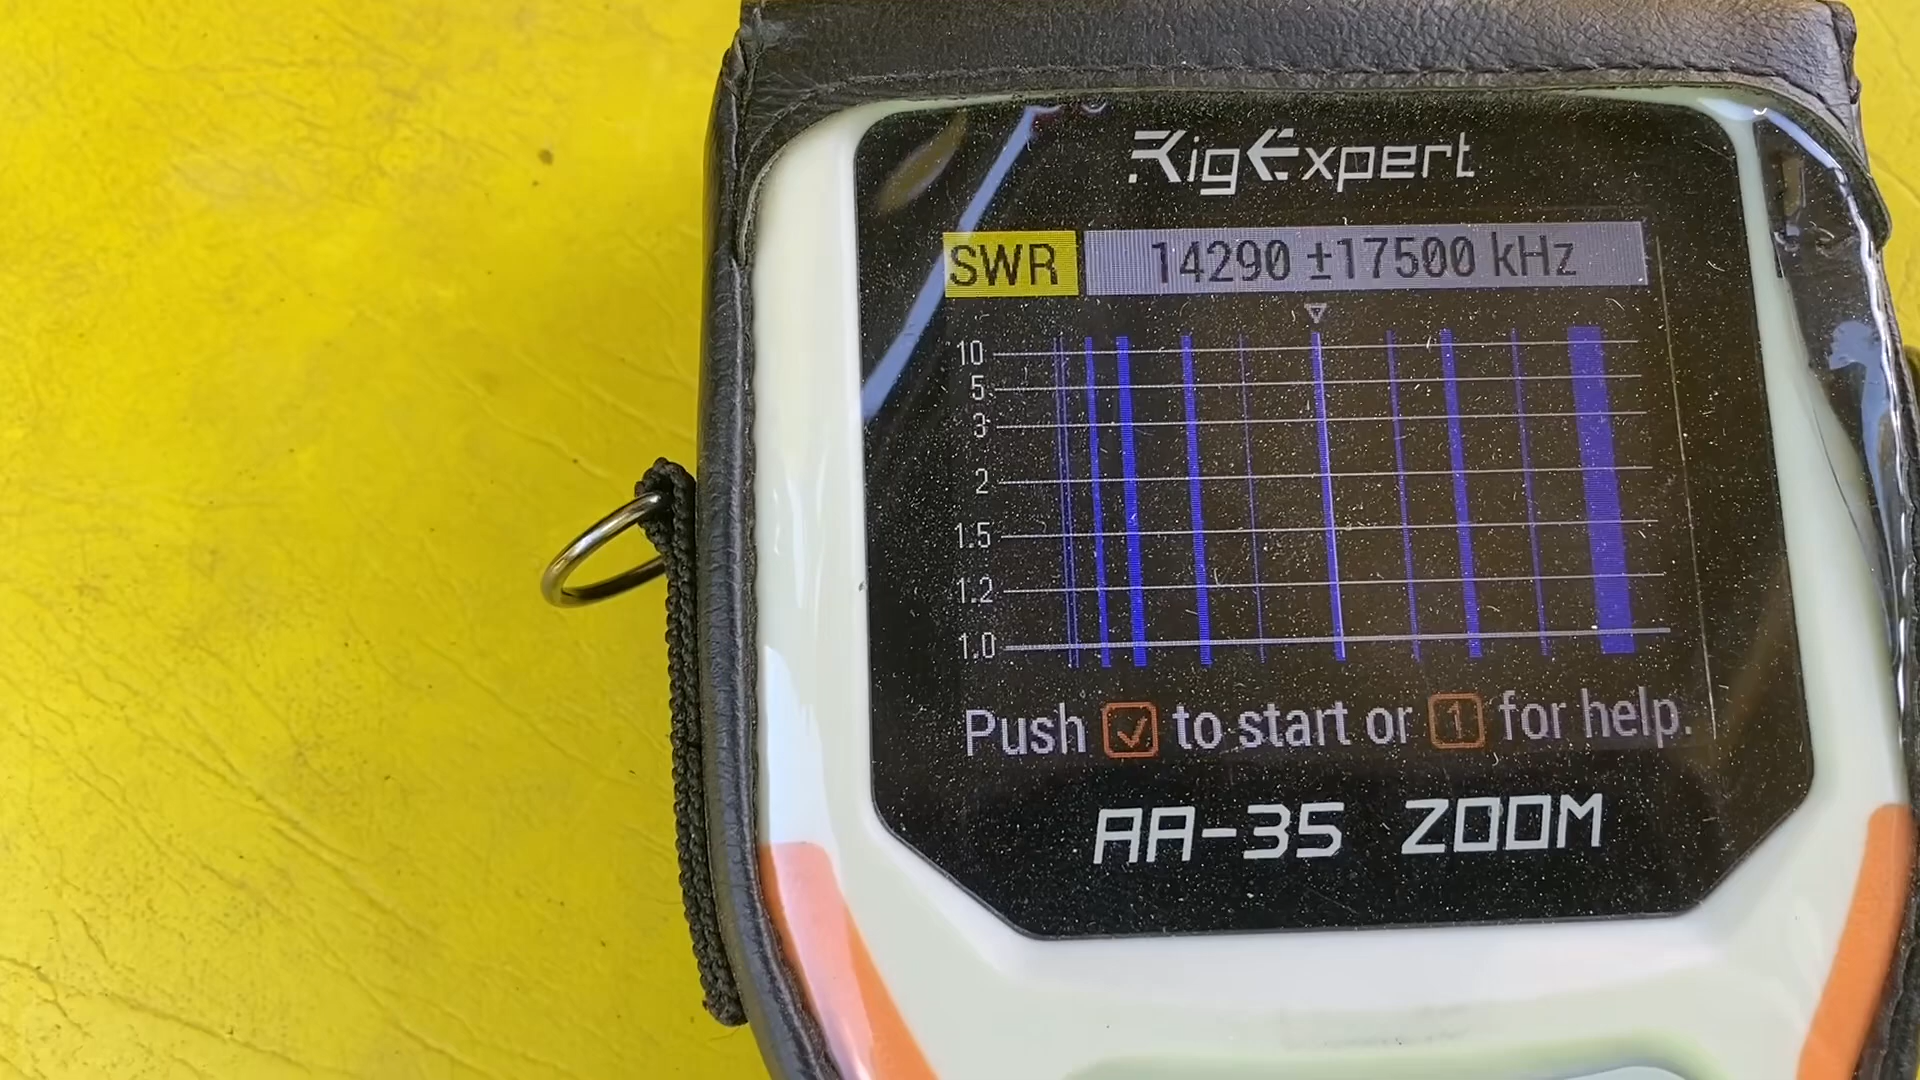 RigExpert
SWR 14290 ±17500 kHz
10
5
3
2
1.5
1.2
1.0
Push ✓ to start or 1 for help.
AA-35 ZOOM